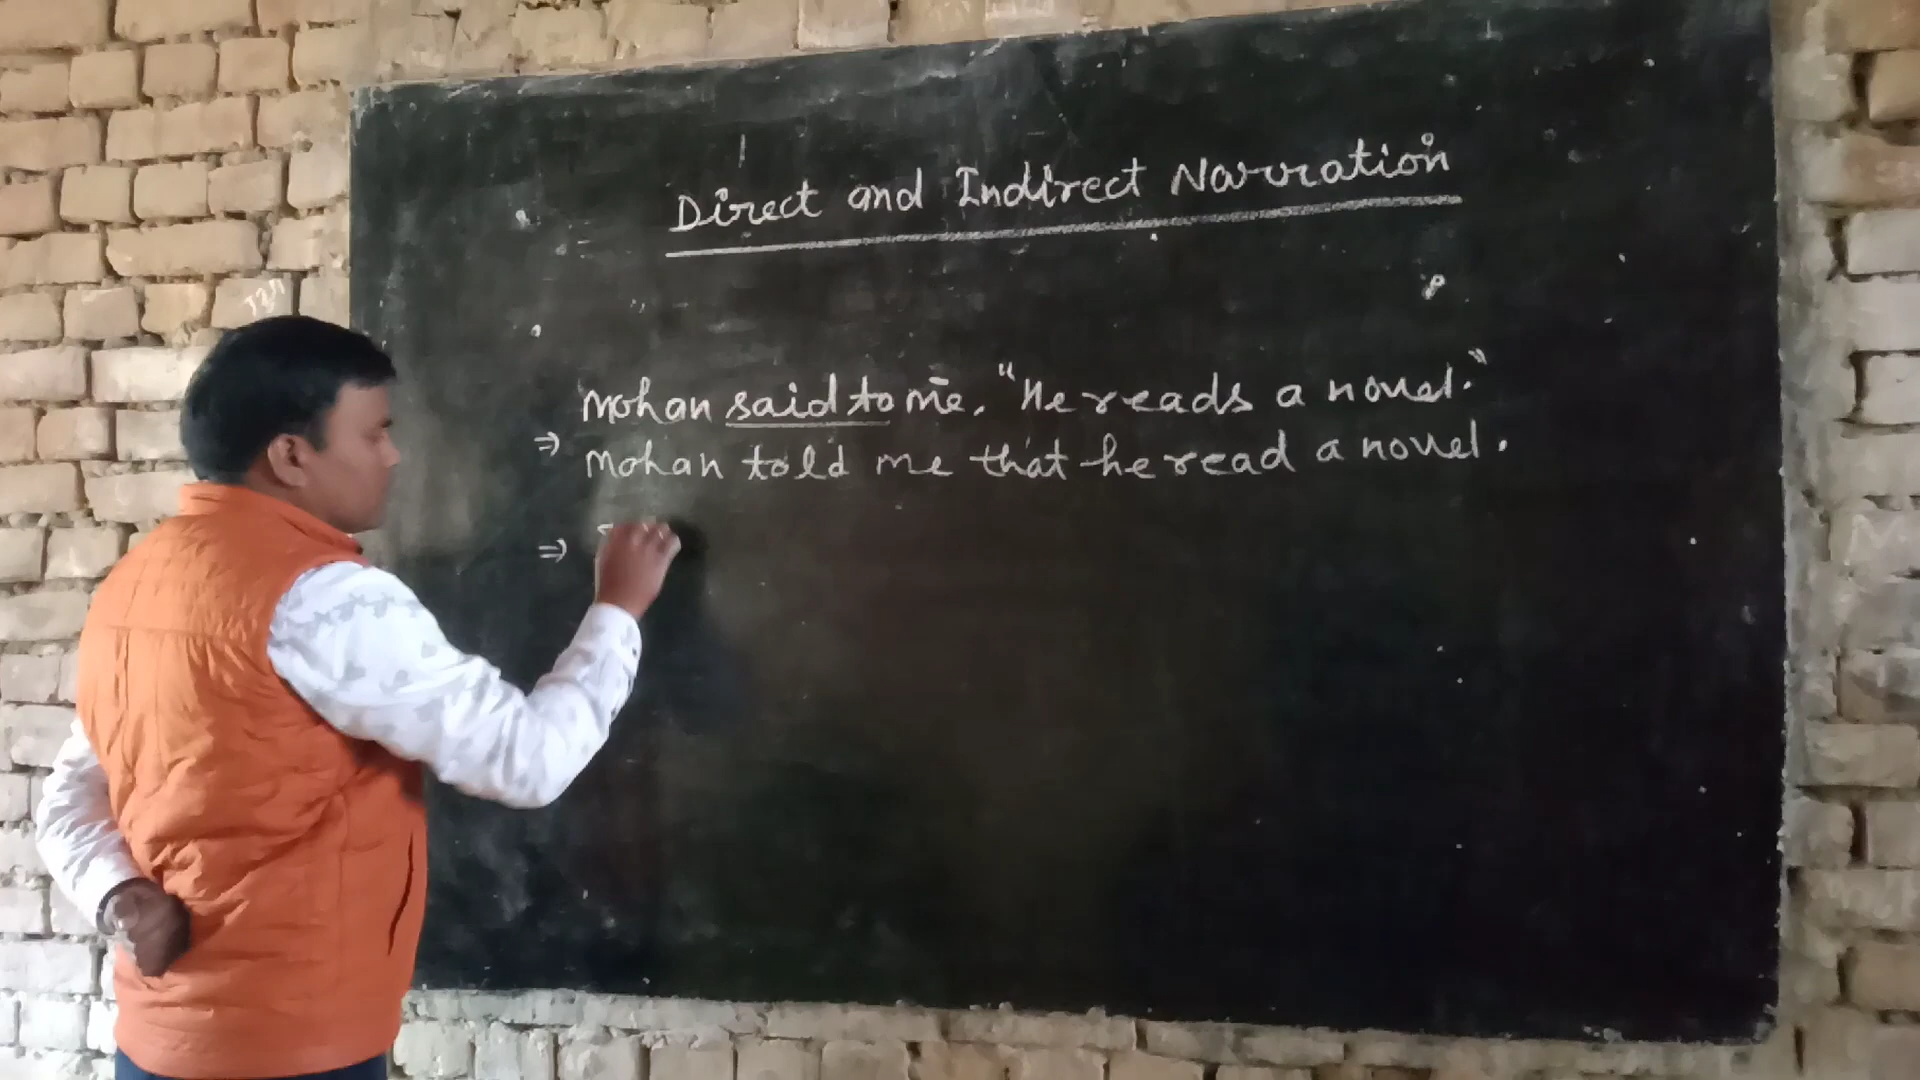 Direct and Indirect Narration
Mohan said to me, "He reads a novel."
⇒ Mohan told me that he read a novel.
⇒